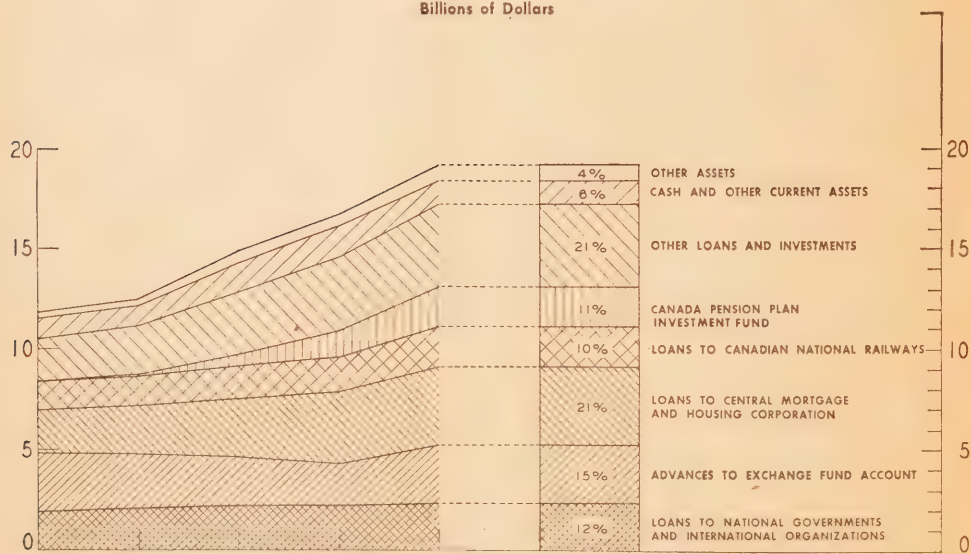 Billions of Dollars
20
15
10
5
0
4%
6%
21%
11%
10%
21%
15%
12%
OTHER ASSETS
CASH AND OTHER CURRENT ASSETS
OTHER LOANS AND INVESTMENTS
CANADA PENSION PLAN
INVESTMENT FUND
LOANS TO CANADIAN NATIONAL RAILWAYS
LOANS TO CENTRAL MORTGAGE
AND HOUSING CORPORATION
ADVANCES TO EXCHANGE FUND ACCOUNT
LOANS TO NATIONAL GOVERNMENTS
AND INTERNATIONAL ORGANIZATIONS
20
15
10
5
0